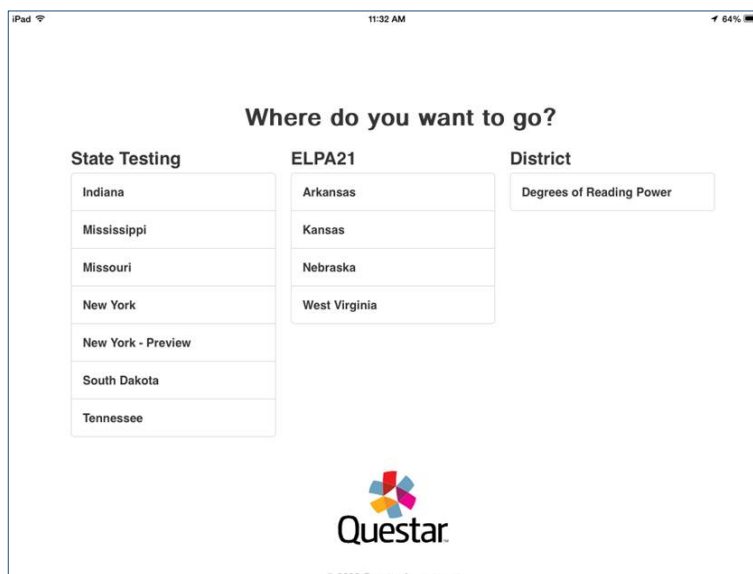 iPad 11:32 AM 64%
Where do you want to go?
State Testing
Indiana
Mississippi
Missouri
New York
New York - Preview
South Dakota
Tennessee
ELPA21
Arkansas
Kansas
Nebraska
West Virginia
District
Degrees of Reading Power
Questar